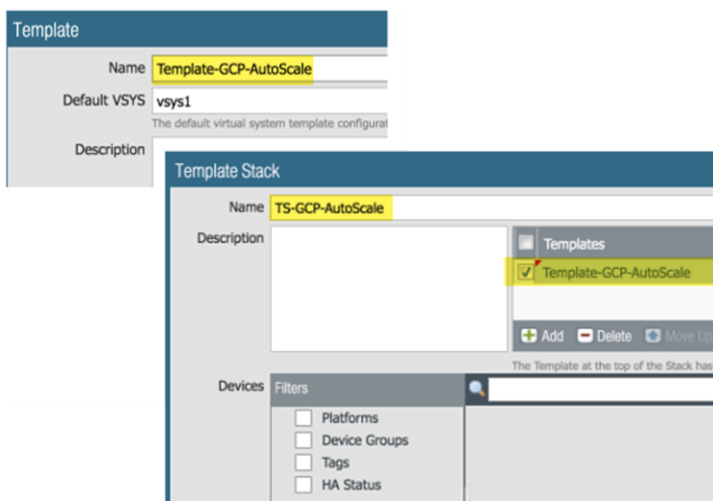 Template
Name Template-GCP-AutoScale
Default VSYS vsys1
The default virtual system template configurat
Description
Template Stack
Name TS-GCP-AutoScale
Description
Templates
Template-GCP-AutoScale
Add Delete Move Up
The Template at the top of the Stack has
Devices Filters
Platforms
Device Groups
Tags
HA Status